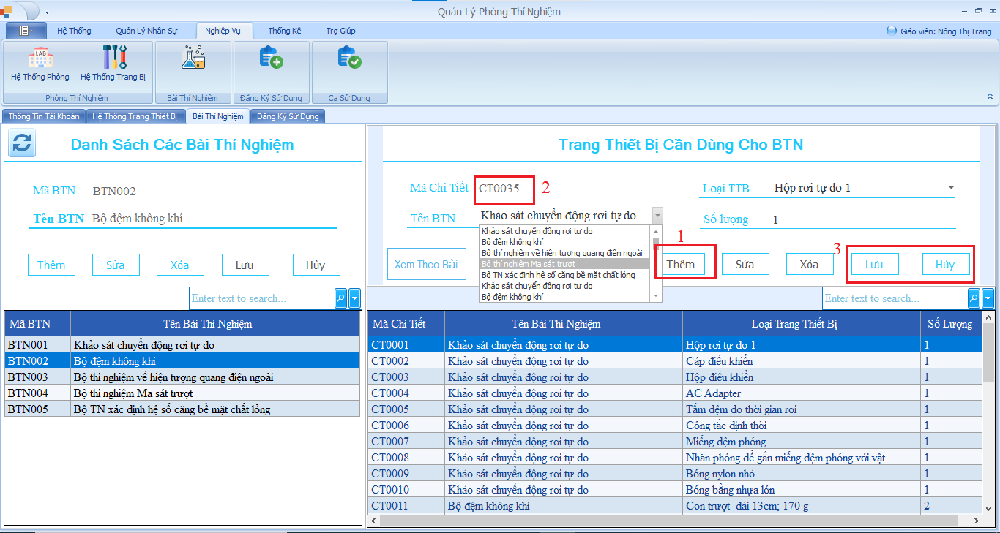 Quản Lý Phòng Thí Nghiệm
Hệ Thống Quản Lý Nhân Sự Nghiệp Vụ Thống Kê Trợ Giúp Giáo viên: Nông Thị Trang
LAB
Hệ Thống Phòng Hệ Thống Trang Bị
Phòng Thí Nghiệm Bài Thí Nghiệm Đăng Ký Sử Dụng Ca Sử Dụng
Thông Tin Tài Khoản Hệ Thống Trang Thiết Bị Bài Thí Nghiệm Đăng Ký Sử Dụng
Danh Sách Các Bài Thí Nghiệm
Mã BTN BTN002
Tên BTN Bộ đệm không khí
Thêm Sửa Xóa Lưu Hủy
Enter text to search...
Mã BTN Tên Bài Thí Nghiệm
BTN001 Khảo sát chuyển động rơi tự do
BTN002 Bộ đệm không khí
BTN003 Bộ thí nghiệm về hiện tượng quang điện ngoài
BTN004 Bộ thí nghiệm Ma sát trượt
BTN005 Bộ TN xác định hệ số căng bề mặt chất lỏng
Trang Thiết Bị Cần Dùng Cho BTN
Mã Chi Tiết CT0035 2 Loại TTB Hộp rơi tự do 1
Tên BTN Khảo sát chuyển động rơi tự do Số lượng 1
Khảo sát chuyển động rơi tự do
Bộ đệm không khí
Bộ thí nghiệm về hiện tượng quang điện ngoài
Bộ thí nghiệm Ma sát trượt
Bộ TN xác định hệ số căng bề mặt chất lỏng
Khảo sát chuyển động rơi tự do
Bộ đệm không khí
1 3
Xem Theo Bài Thêm Sửa Xóa Lưu Hủy
Enter text to search...
Mã Chi Tiết Tên Bài Thí Nghiệm Loại Trang Thiết Bị Số Lượng
CT0001 Khảo sát chuyển động rơi tự do Hộp rơi tự do 1 1
CT0002 Khảo sát chuyển động rơi tự do Cáp điều khiển 1
CT0003 Khảo sát chuyển động rơi tự do Hộp điều khiển 1
CT0004 Khảo sát chuyển động rơi tự do AC Adapter 1
CT0005 Khảo sát chuyển động rơi tự do Tấm đệm đo thời gian rơi 1
CT0006 Khảo sát chuyển động rơi tự do Công tắc định thời 1
CT0007 Khảo sát chuyển động rơi tự do Miếng đệm phóng 1
CT0008 Khảo sát chuyển động rơi tự do Nhãn phóng để gắn miếng đệm phóng với vật 1
CT0009 Khảo sát chuyển động rơi tự do Bóng nylon nhỏ 1
CT0010 Khảo sát chuyển động rơi tự do Bóng bằng nhựa lớn 1
CT0011 Bộ đệm không khí Con trượt dài 13cm; 170 g 2